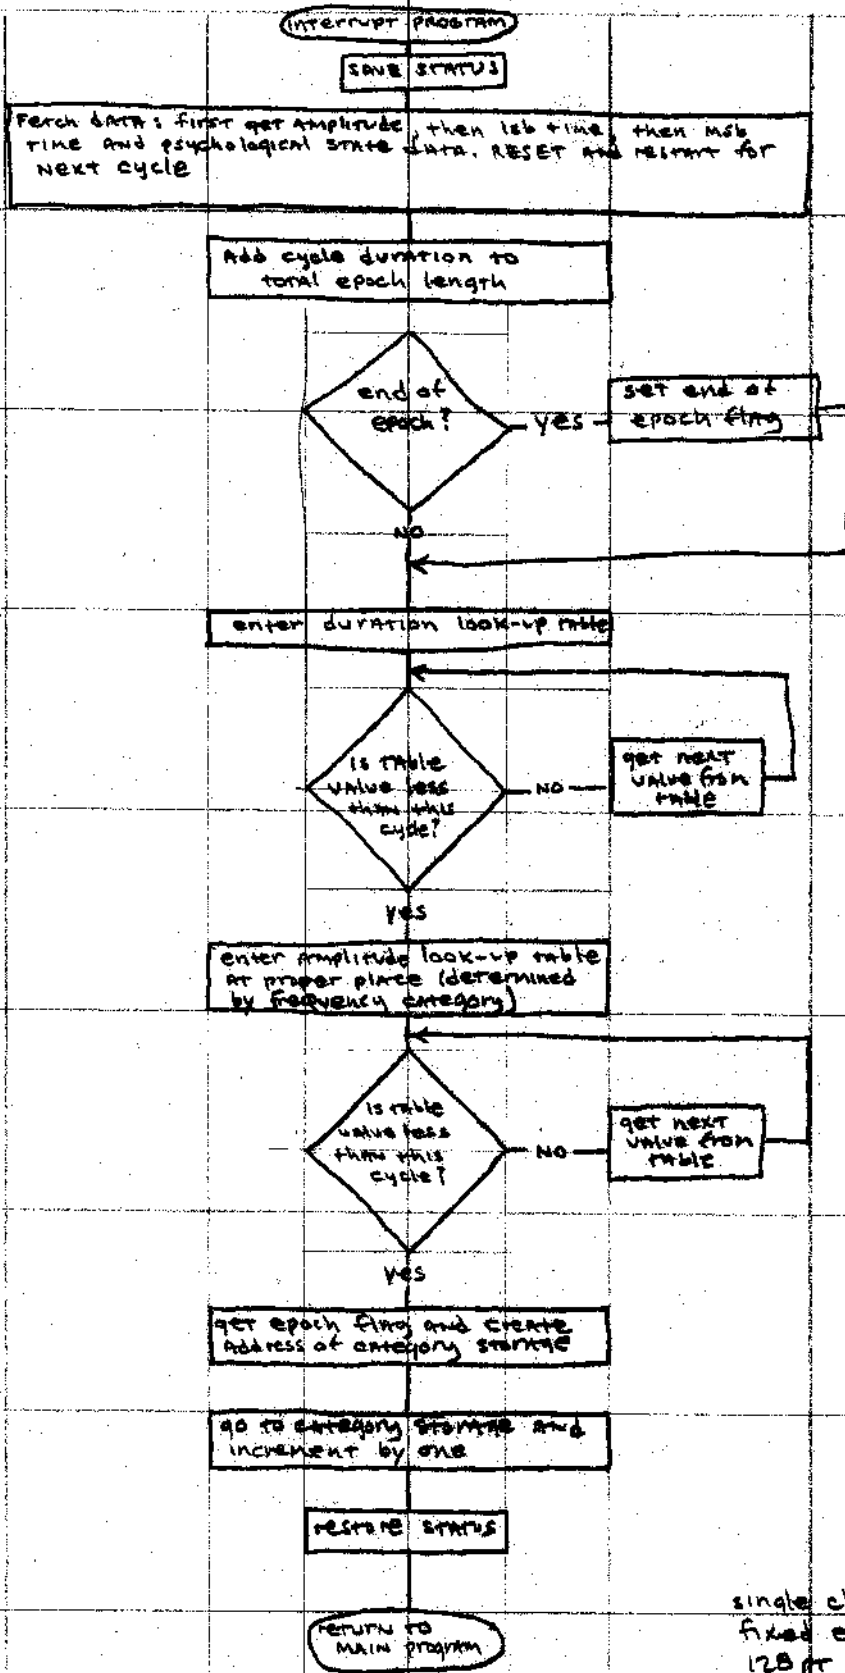 INTERRUPT PROGRAM
SAVE STATUS
Fetch DATA: first get Amplitude, then lsb time, then msb
time AND psychological STATE DATA. RESET AND restart for
Next cycle
Add cycle duration to
total epoch length
end of
epoch?
yes
set end of
epoch flag
NO
enter duration look-up table
Is table
value less
than this
cycle?
NO
get next
value from
table
yes
enter Amplitude look-up table
at proper place (determined
by frequency category)
Is table
value less
than this
cycle?
NO
get next
value from
table
yes
get epoch flag and create
Address of category storage
go to category storage and
increment by one
restore STATUS
return to
MAIN program
single
fixed
128